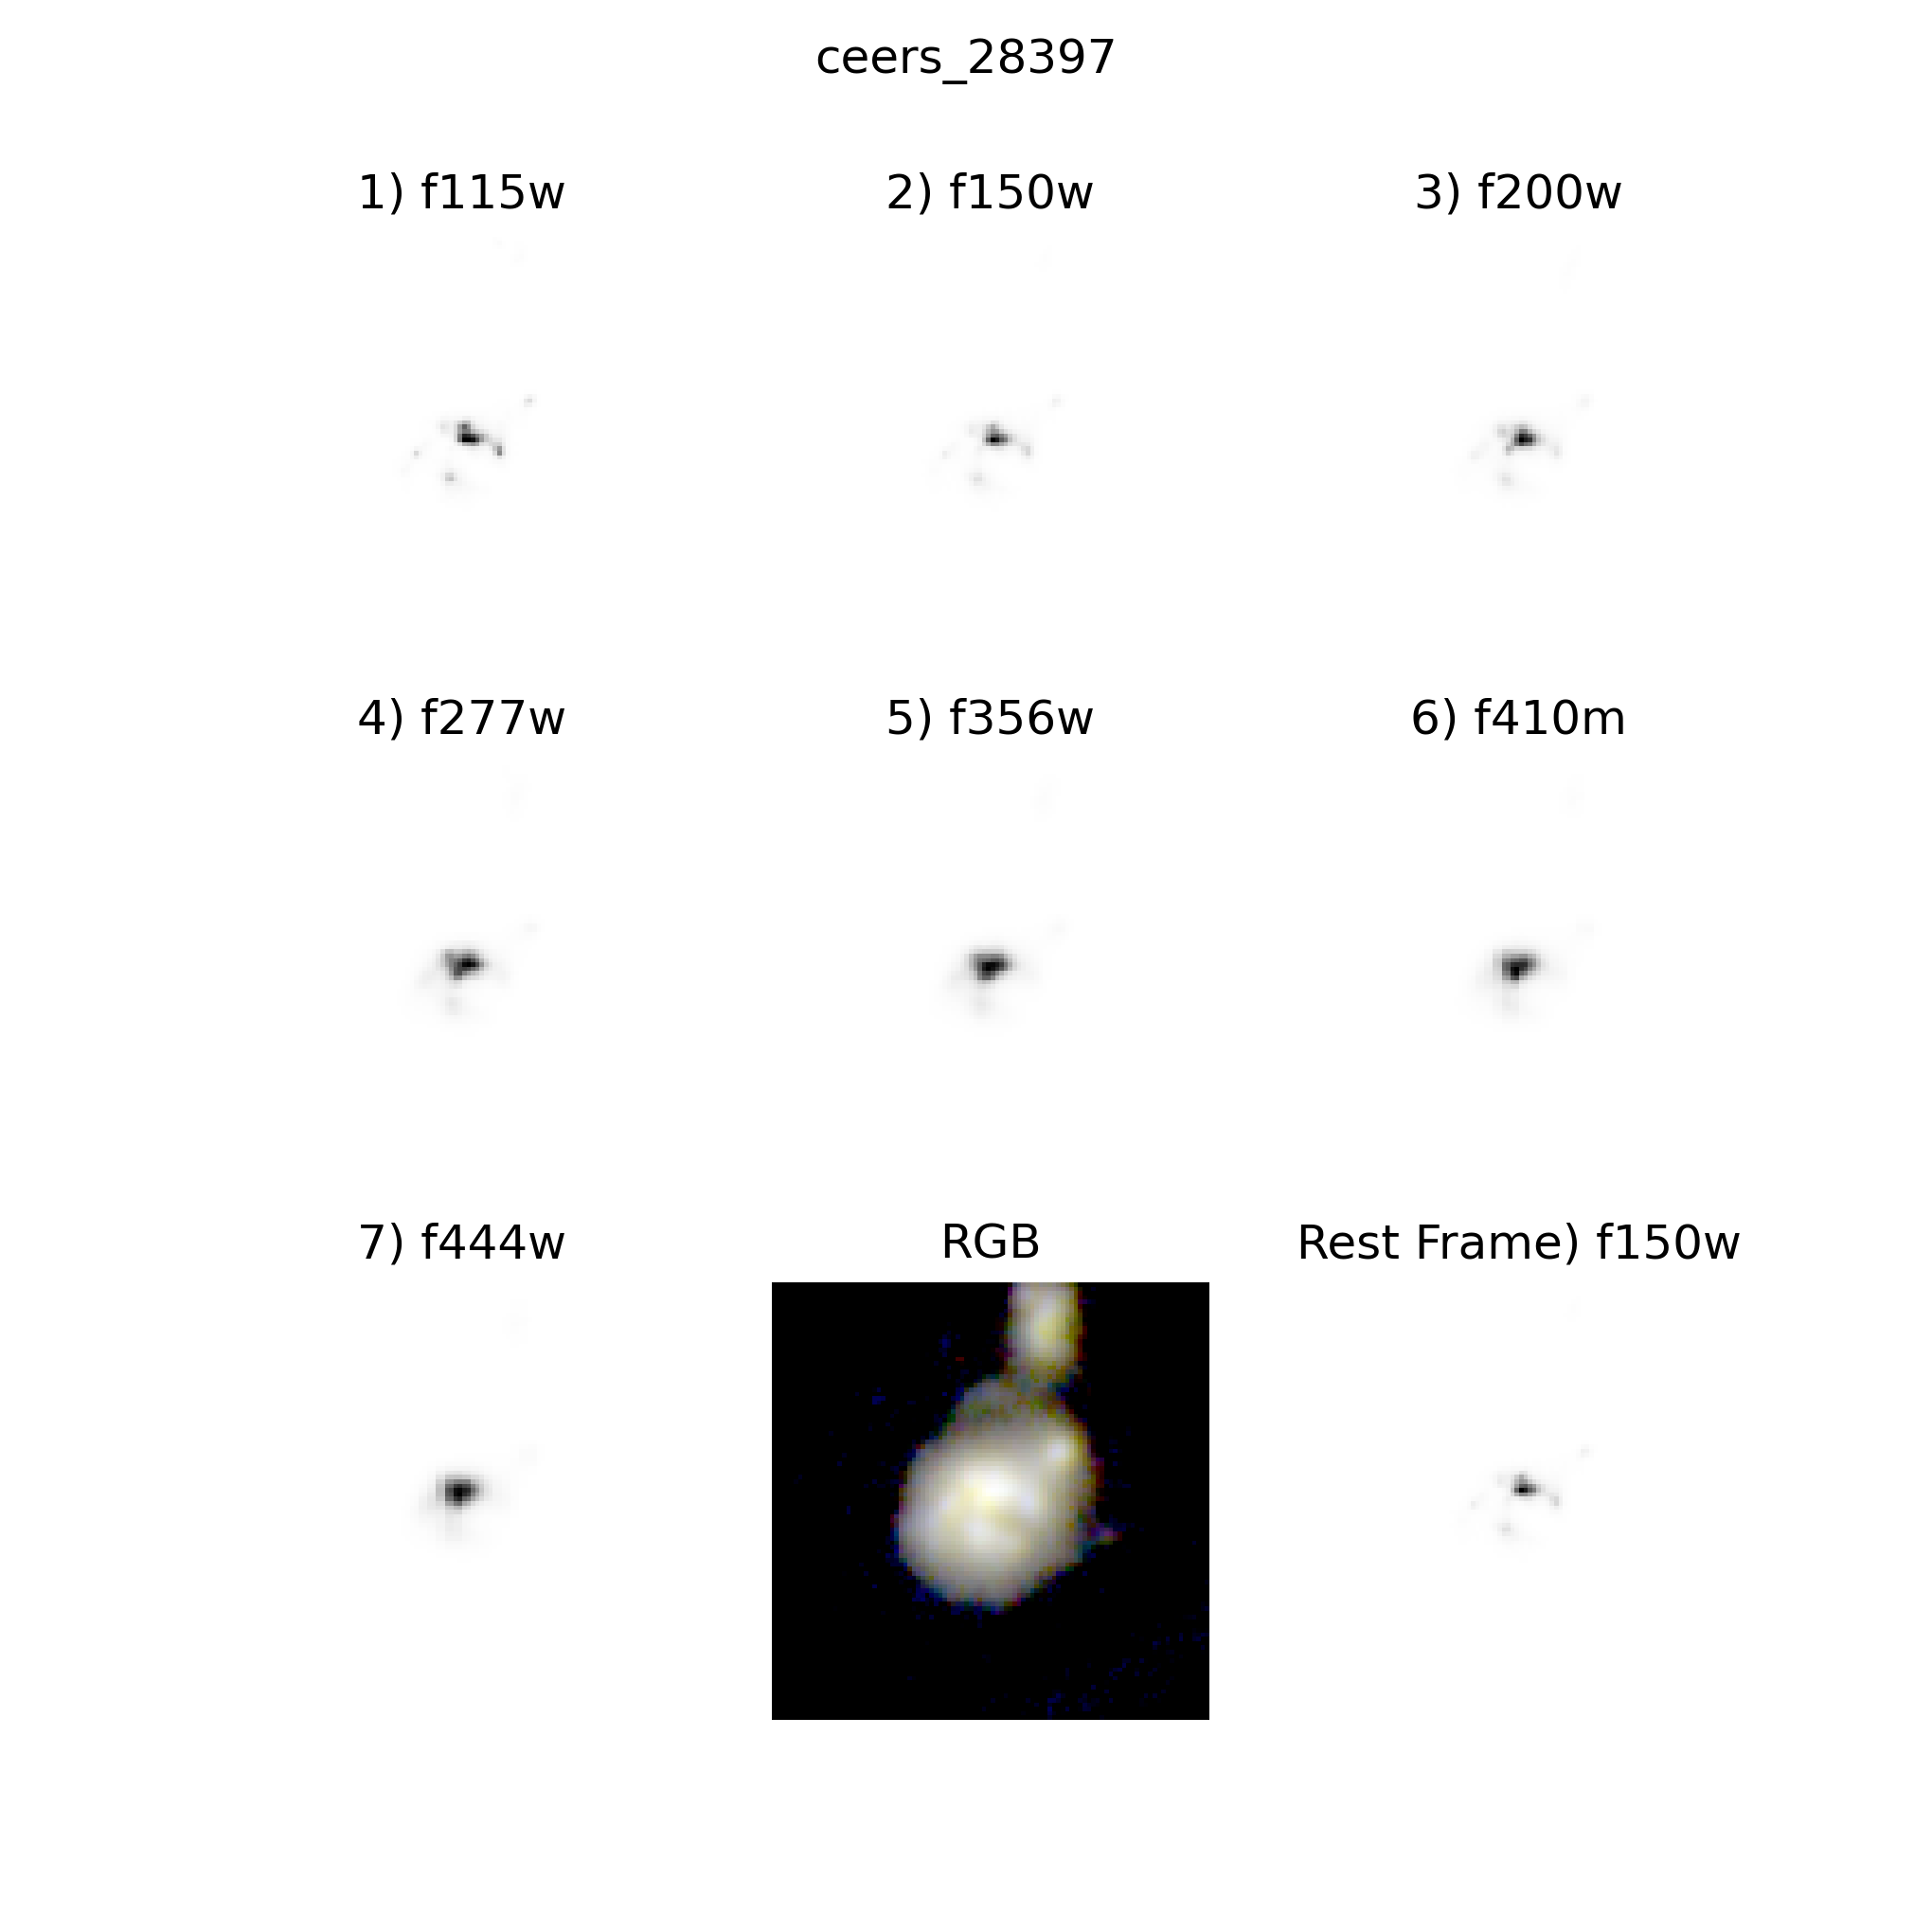 ceers_28397
1) f115w
2) f150w
3) f200w
4) f277w
5) f356w
6) f410m
7) f444w
RGB
Rest Frame) f150w